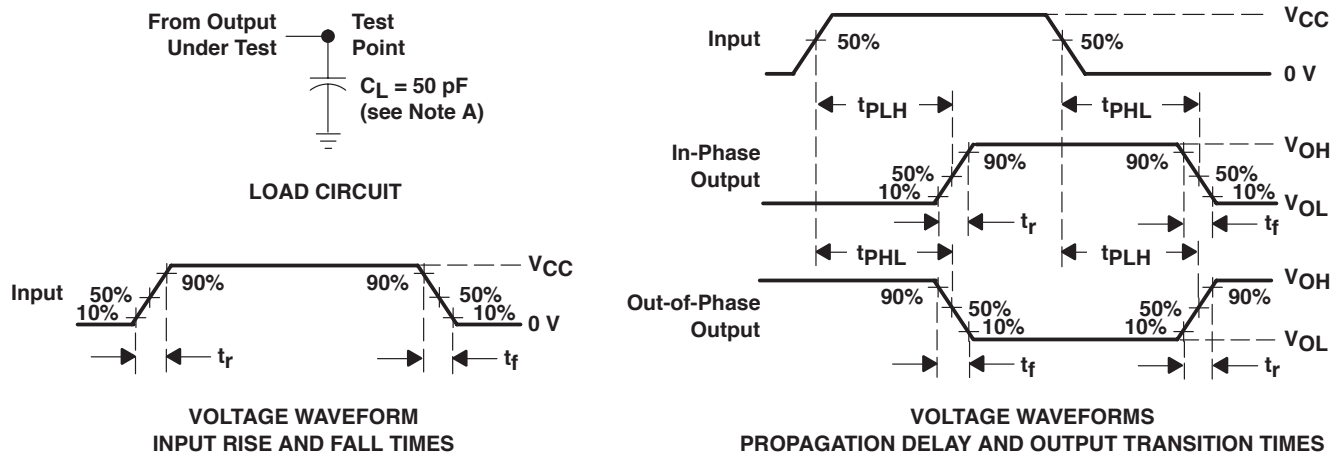 From Output
Under Test
Test
Point
CL = 50 pF
(see Note A)
LOAD CIRCUIT
Input
50%
10%
90%
90%
50%
10%
VCC
0 V
tr
tf
VOLTAGE WAVEFORM
INPUT RISE AND FALL TIMES
Input
50%
50%
VCC
0 V
tPLH
tPHL
In-Phase
Output
90%
50%
10%
90%
50%
10%
VOH
VOL
tr
tf
tPHL
tPLH
Out-of-Phase
Output
90%
50%
10%
50%
10%
90%
VOH
VOL
tf
tr
VOLTAGE WAVEFORMS
PROPAGATION DELAY AND OUTPUT TRANSITION TIMES